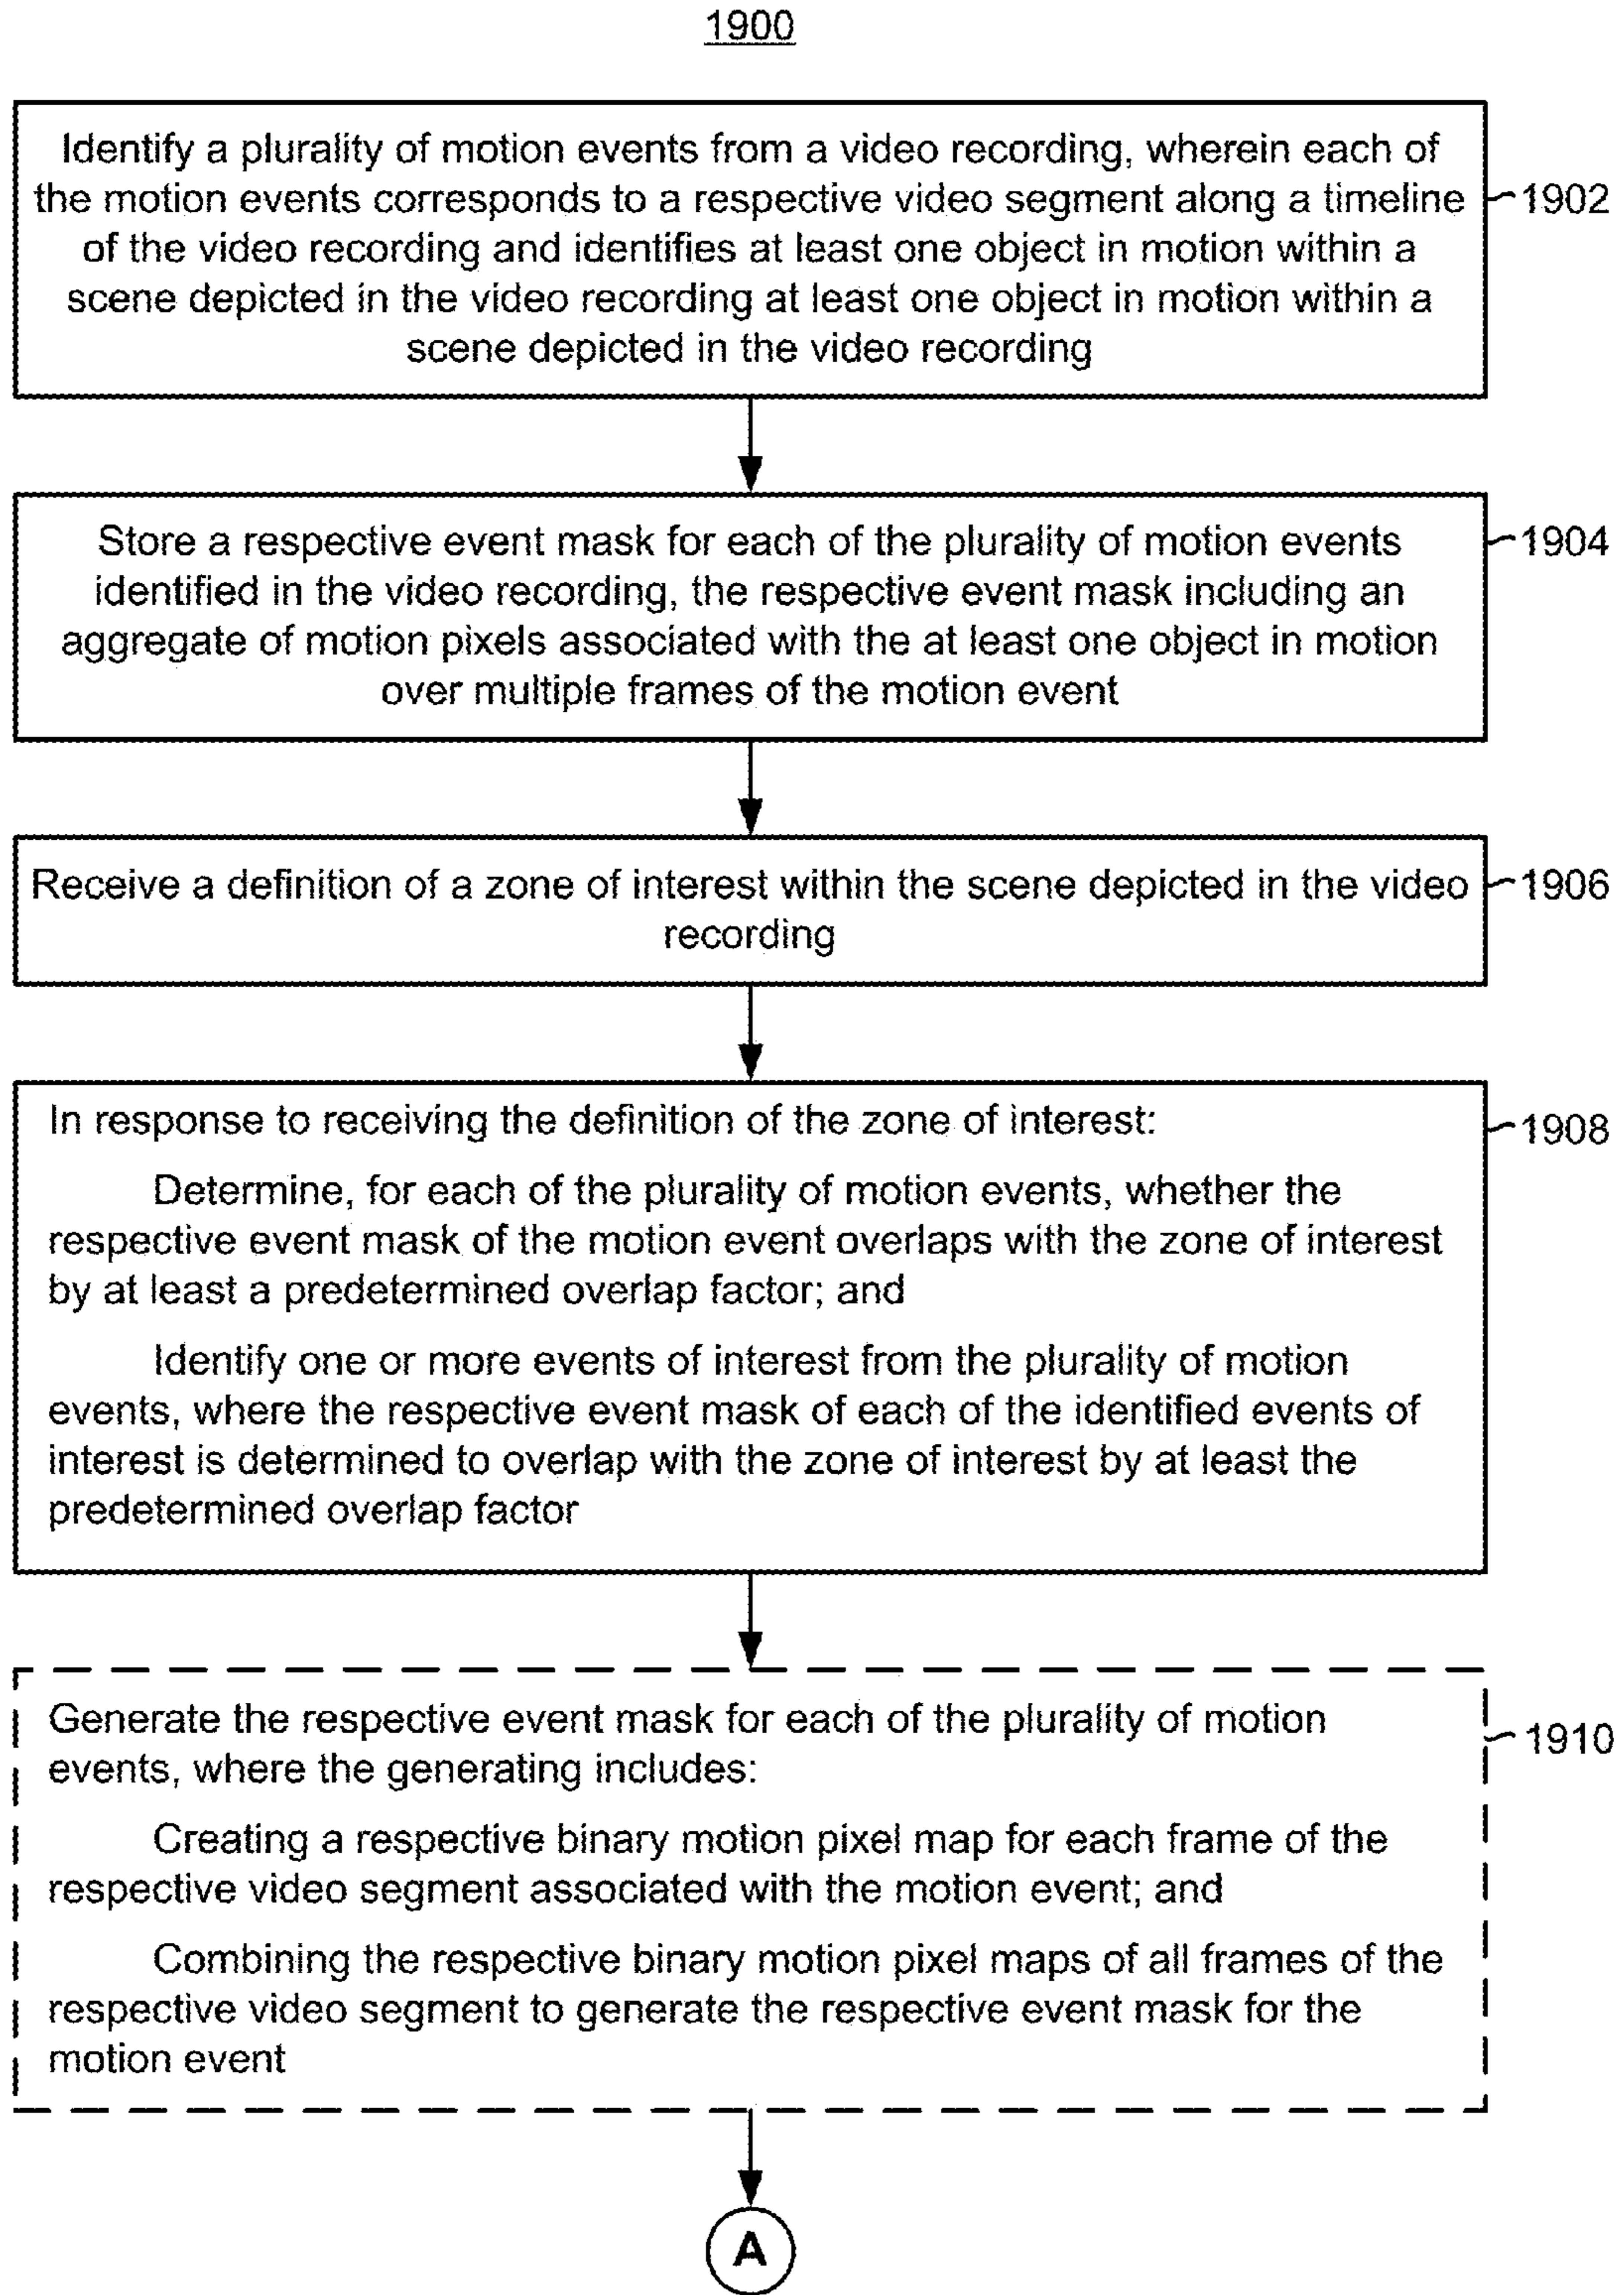 1900
Identify a plurality of motion events from a video recording, wherein each of
the motion events corresponds to a respective video segment along a timeline
of the video recording and identifies at least one object in motion within a
scene depicted in the video recording at least one object in motion within a
scene depicted in the video recording
1902
Store a respective event mask for each of the plurality of motion events
identified in the video recording, the respective event mask including an
aggregate of motion pixels associated with the at least one object in motion
over multiple frames of the motion event
1904
Receive a definition of a zone of interest within the scene depicted in the video
recording
1906
In response to receiving the definition of the zone of interest:
Determine, for each of the plurality of motion events, whether the
respective event mask of the motion event overlaps with the zone of interest
by at least a predetermined overlap factor; and
Identify one or more events of interest from the plurality of motion
events, where the respective event mask of each of the identified events of
interest is determined to overlap with the zone of interest by at least the
predetermined overlap factor
1908
Generate the respective event mask for each of the plurality of motion
events, where the generating includes:
Creating a respective binary motion pixel map for each frame of the
respective video segment associated with the motion event; and
Combining the respective binary motion pixel maps of all frames of the
respective video segment to generate the respective event mask for the
motion event
1910
A